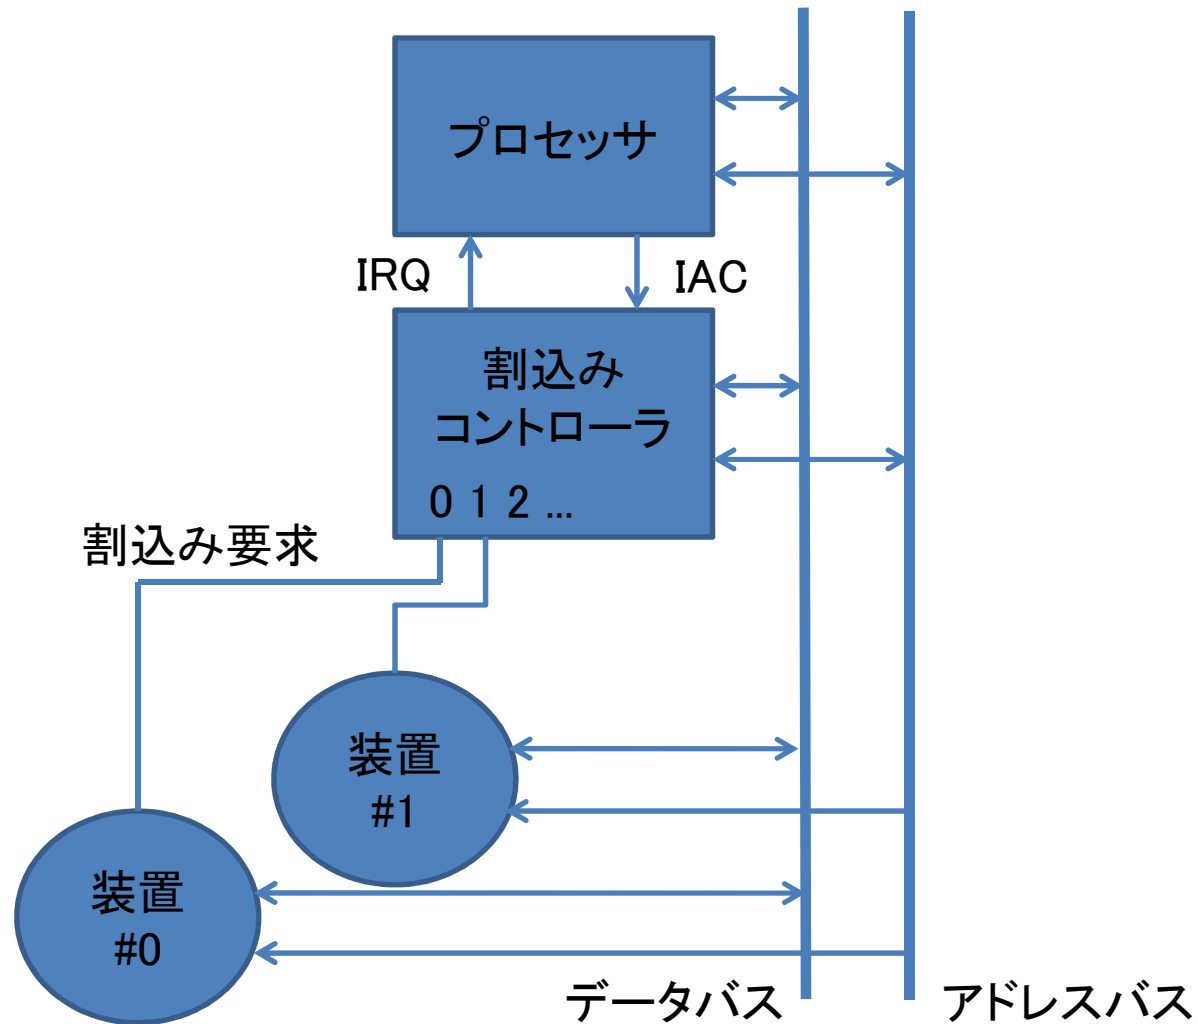 プロセッサ
IRQ
IAC
割込み
コントローラ
0 1 2 ...
割込み要求
装置
#1
装置
#0
データバス
アドレスバス